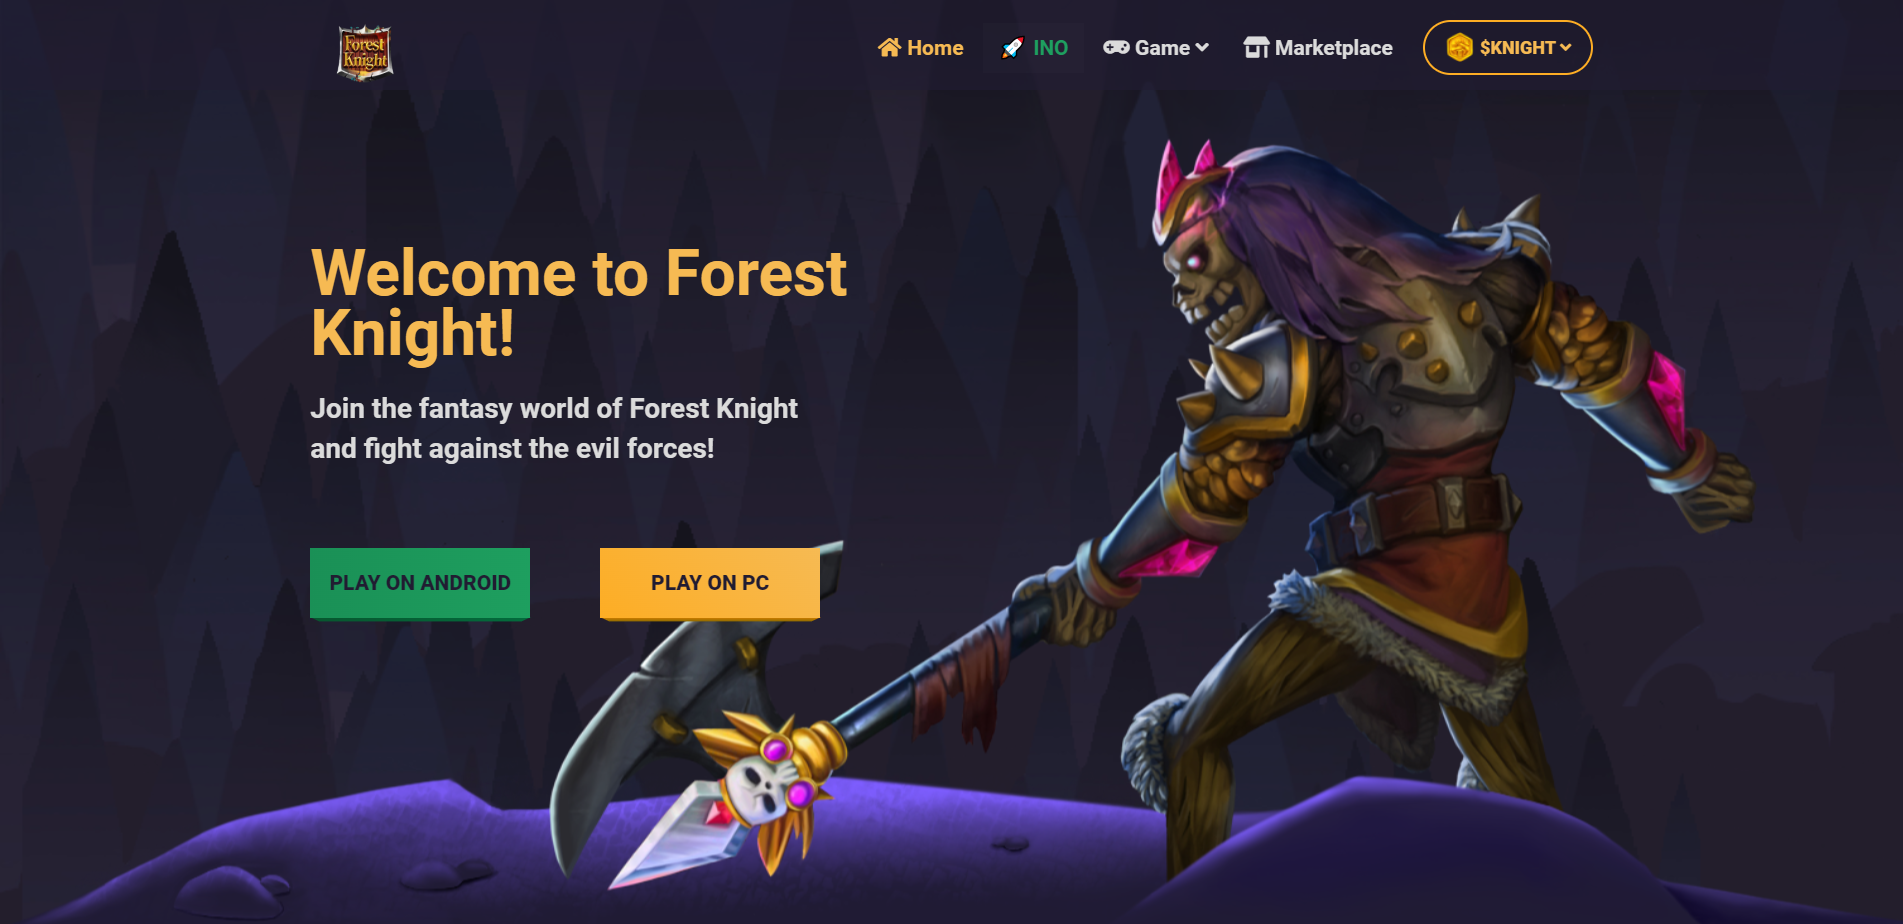 Forest
Knight
Home
INO
Game
Marketplace
$KNIGHT
Welcome to Forest
Knight!
Join the fantasy world of Forest Knight
and fight against the evil forces!
PLAY ON ANDROID
PLAY ON PC